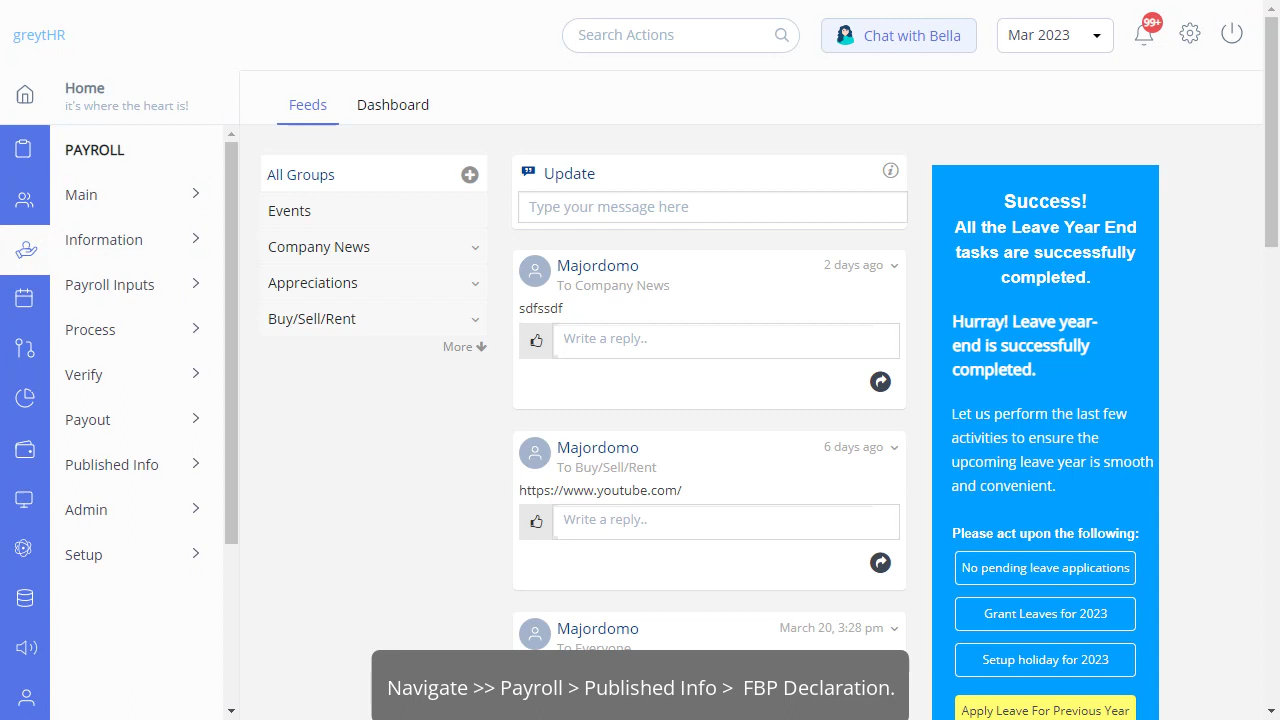 greytHR
Search Actions
Chat with Bella
Mar 2023
99+
Home
it's where the heart is!
Feeds
Dashboard
PAYROLL
Main
Information
Payroll Inputs
Process
Verify
Payout
Published Info
Admin
Setup
All Groups
Events
Company News
Appreciations
Buy/Sell/Rent
More
Update
Type your message here
Majordomo
2 days ago
To Company News
sdfssdf
Write a reply..
Majordomo
6 days ago
To Buy/Sell/Rent
https://www.youtube.com/
Write a reply..
Majordomo
March 20, 3:28 pm
To Everyone
Success!
All the Leave Year End
tasks are successfully
completed.
Hurray! Leave year-
end is successfully
completed.
Let us perform the last few
activities to ensure the
upcoming leave year is smooth
and convenient.
Please act upon the following:
No pending leave applications
Grant Leaves for 2023
Setup holiday for 2023
Apply Leave For Previous Year
Navigate >> Payroll > Published Info > FBP Declaration.